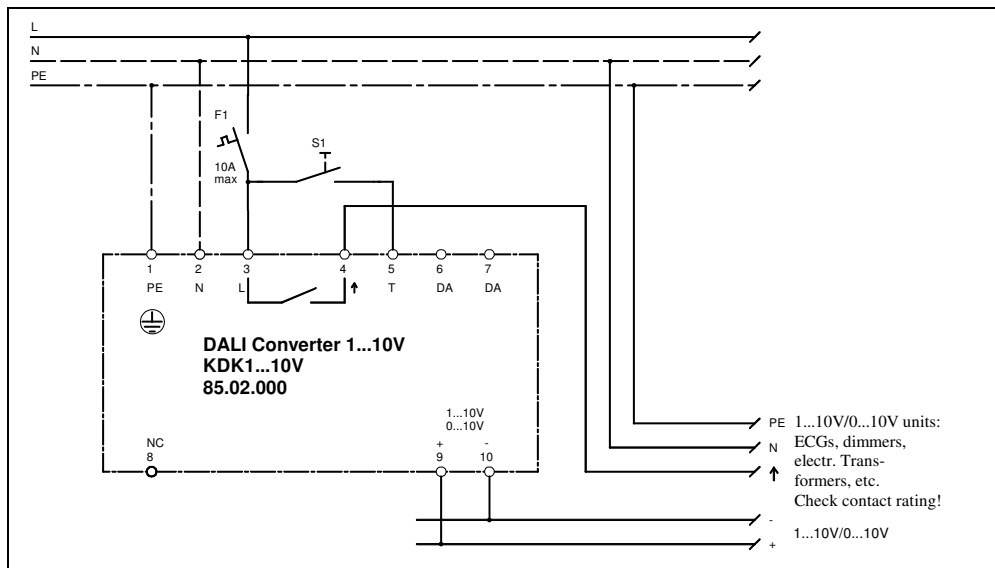 L
N
PE
F1
S1
10A
max
1 2 3 4 5 6 7
PE N L T DA DA
DALI Converter 1...10V
KDK1...10V
85.02.000
1...10V
0...10V
NC + -
8 9 10
PE 1...10V/0...10V units:
N ECGs, dimmers,
electr. Trans-
formers, etc.
Check contact rating!
-
1...10V/0...10V
+